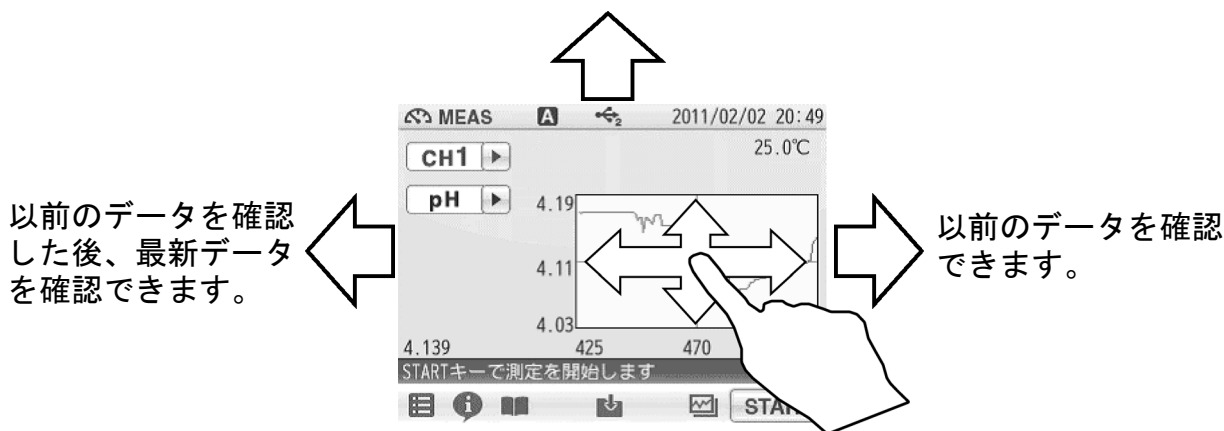 MEAS A 2 2011/02/02 20:49
25.0℃
CH1
pH
以前のデータを確認
した後、最新データ
を確認できます。
4.19
4.11
4.03
以前のデータを確認
できます。
4.139 425 470
STARTキーで測定を開始します